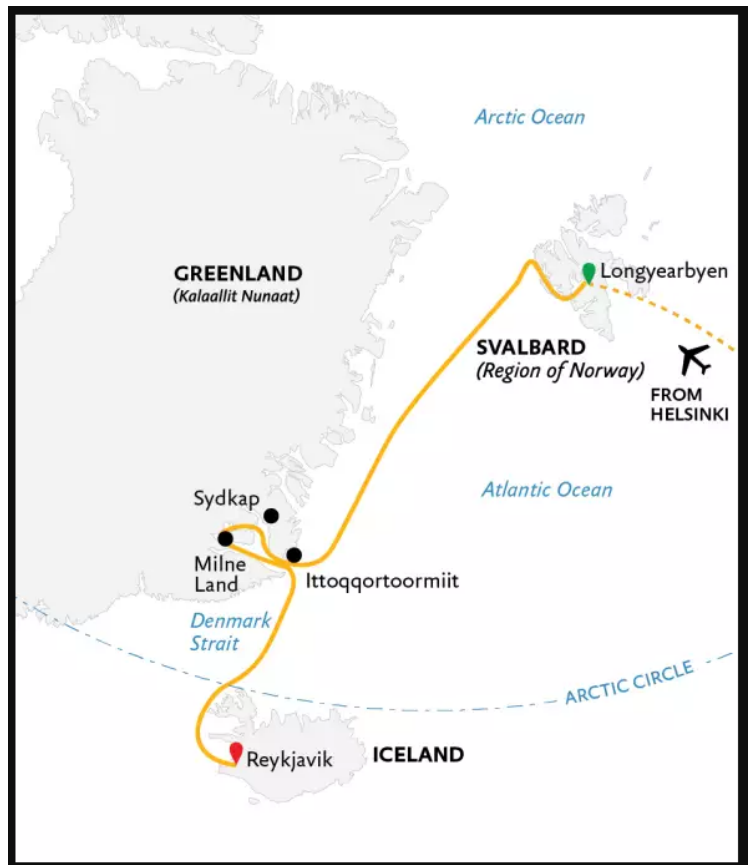 Arctic Ocean
GREENLAND
(Kalaallit Nunaat)
Longyearbyen
SVALBARD
(Region of Norway)
FROM
HELSINKI
Atlantic Ocean
Sydkap
Milne
Land
Ittoqqortoormiit
Denmark
Strait
ARCTIC CIRCLE
Reykjavik
ICELAND